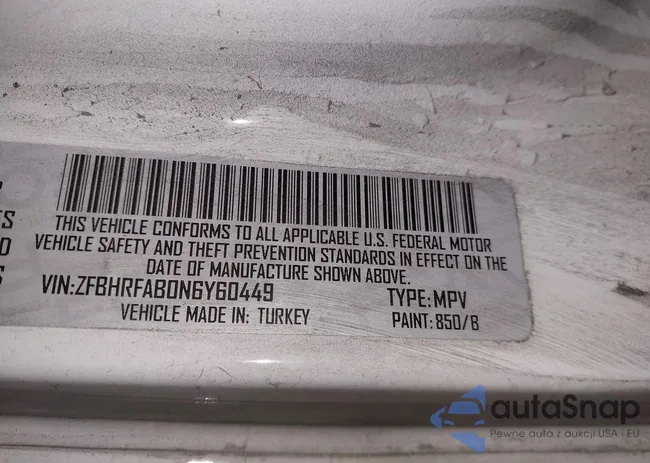 THIS VEHICLE CONFORMS TO ALL APPLICABLE U.S. FEDERAL MOTOR
VEHICLE SAFETY AND THEFT PREVENTION STANDARDS IN EFFECT ON THE
DATE OF MANUFACTURE SHOWN ABOVE.
VIN:ZFBHRFAB0N6Y60449 TYPE:MPV
VEHICLE MADE IN: TURKEY PAINT: 850/B
autaSnap
Pewne auta z aukcji USA i EU